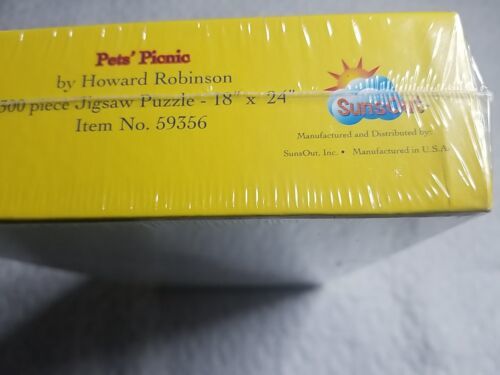 Pets' Picnic
by Howard Robinson
500 piece Jigsaw Puzzle - 18" x 24"
Item No. 59356
SunsOut
Manufactured and Distributed by:
SunsOut, Inc. • Manufactured in U.S.A.